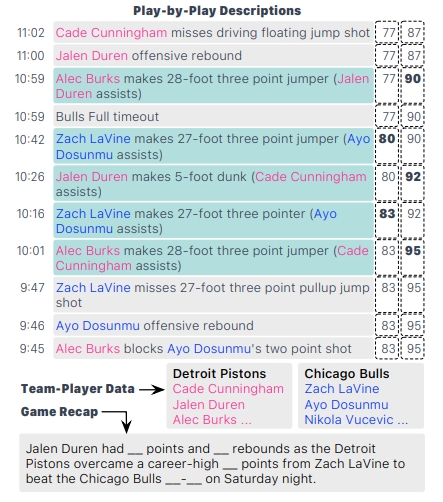 Play-by-Play Descriptions
11:02 Cade Cunningham misses driving floating jump shot 77 87
11:00 Jalen Duren offensive rebound 77 87
10:59 Alec Burks makes 28-foot three point jumper (Jalen 77 90
Duren assists)
10:59 Bulls Full timeout 77 90
10:42 Zach LaVine makes 27-foot three point jumper (Ayo 80 90
Dosunmu assists)
10:26 Jalen Duren makes 5-foot dunk (Cade Cunningham 80 92
assists)
10:16 Zach LaVine makes 27-foot three pointer (Ayo 83 92
Dosunmu assists)
10:01 Alec Burks makes 28-foot three point jumper (Cade 83 95
Cunningham assists)
9:47 Zach LaVine misses 27-foot three point pullup jump 83 95
shot
9:46 Ayo Dosunmu offensive rebound 83 95
9:45 Alec Burks blocks Ayo Dosunmu's two point shot 83 95
Team-Player Data
Detroit Pistons
Cade Cunningham
Jalen Duren
Alec Burks ...
Chicago Bulls
Zach LaVine
Ayo Dosunmu
Nikola Vucevic ...
Game Recap
Jalen Duren had __ points and __ rebounds as the Detroit
Pistons overcame a career-high __ points from Zach LaVine to
beat the Chicago Bulls __-__ on Saturday night.